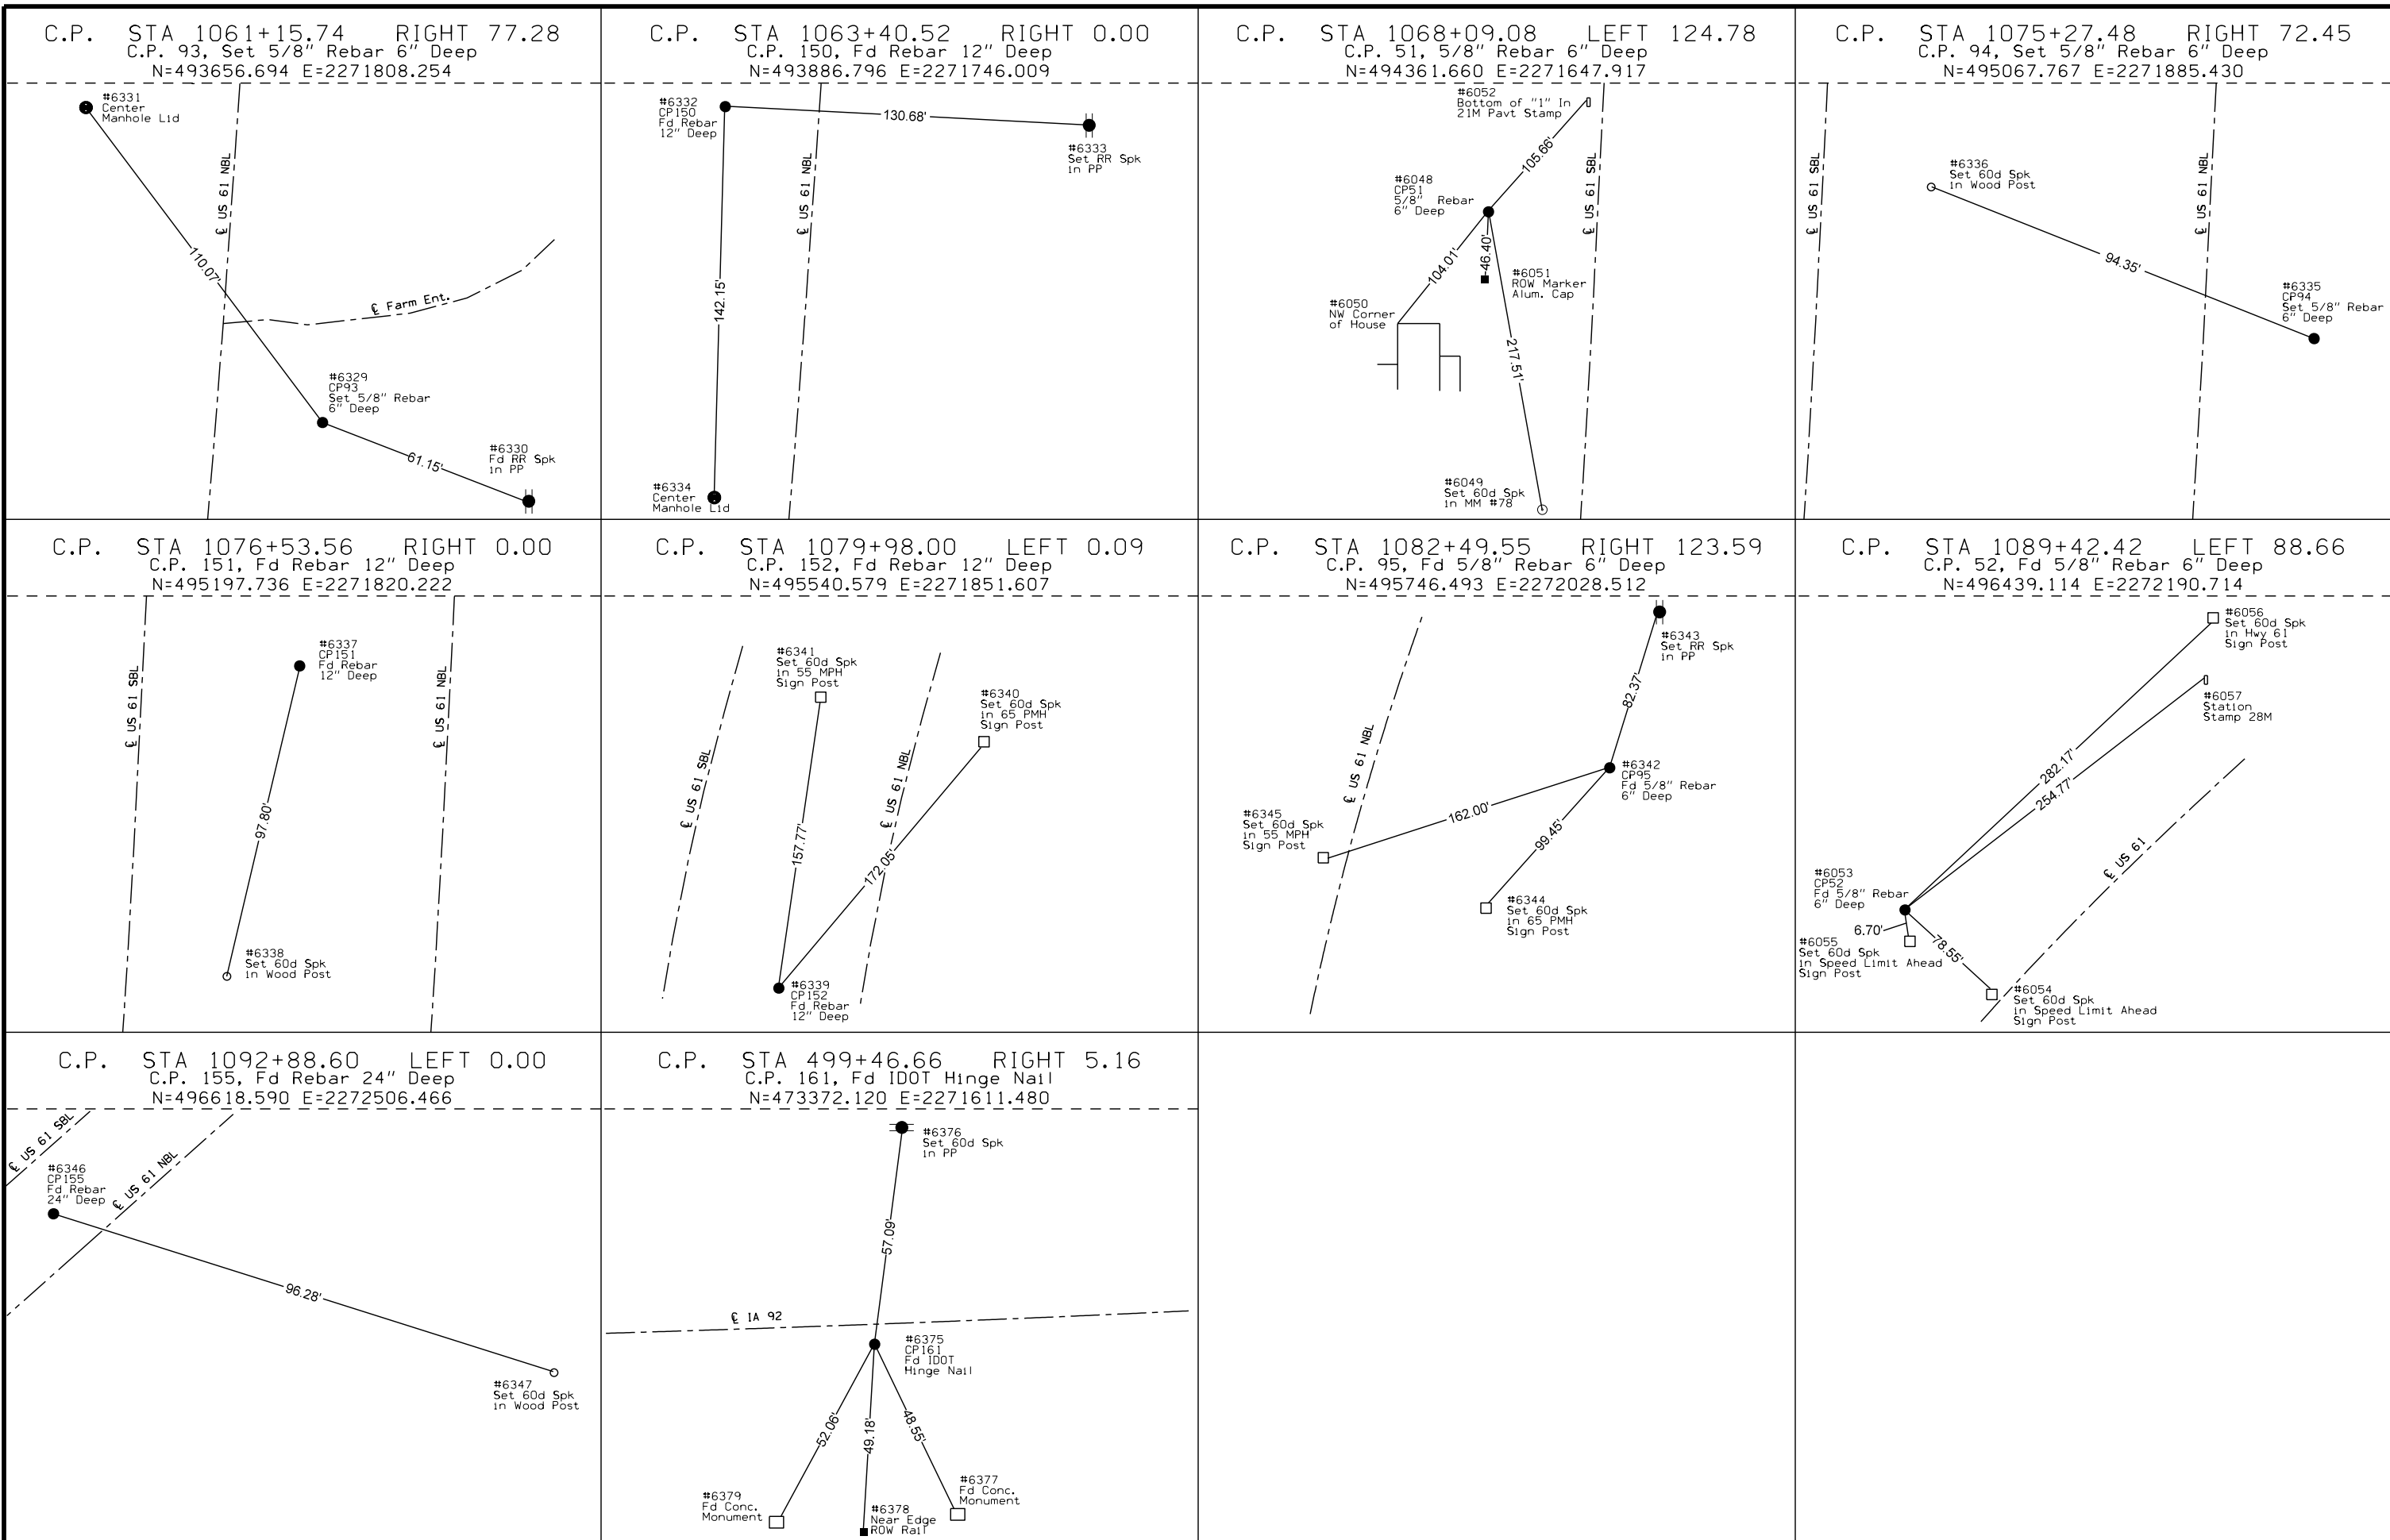 C.P. STA 1061+15.74 RIGHT 77.28
C.P. 93, Set 5/8" Rebar 6" Deep
N=493656.694 E=2271808.254
#6331
Center
Manhole Lid
℄ US 61 NBL
110.07'
℄ Farm Ent.
#6329
CP93
Set 5/8" Rebar
6" Deep
61.15'
#6330
Fd RR Spk
in PP
C.P. STA 1063+40.52 RIGHT 0.00
C.P. 150, Fd Rebar 12" Deep
N=493886.796 E=2271746.009
#6332
CP150
Fd Rebar
12" Deep
130.68'
#6333
Set RR Spk
in PP
℄ US 61 NBL
142.15'
#6334
Center
Manhole Lid
C.P. STA 1068+09.08 LEFT 124.78
C.P. 51, 5/8" Rebar 6" Deep
N=494361.660 E=2271647.917
#6052
Bottom of "1" In
21M Pavt Stamp
105.66'
℄ US 61 SBL
#6048
CP51
5/8" Rebar
6" Deep
104.01'
46.40'
#6051
ROW Marker
Alum. Cap
#6050
NW Corner
of House
217.51'
#6049
Set 60d Spk
in MM #78
C.P. STA 1075+27.48 RIGHT 72.45
C.P. 94, Set 5/8" Rebar 6" Deep
N=495067.767 E=2271885.430
℄ US 61 SBL
#6336
Set 60d Spk
in Wood Post
℄ US 61 NBL
94.35'
#6335
CP94
Set 5/8" Rebar
6" Deep
C.P. STA 1076+53.56 RIGHT 0.00
C.P. 151, Fd Rebar 12" Deep
N=495197.736 E=2271820.222
℄ US 61 SBL
#6337
CP151
Fd Rebar
12" Deep
℄ US 61 NBL
97.80'
#6338
Set 60d Spk
in Wood Post
C.P. STA 1079+98.00 LEFT 0.09
C.P. 152, Fd Rebar 12" Deep
N=495540.579 E=2271851.607
#6341
Set 60d Spk
in 55 MPH
Sign Post
#6340
Set 60d Spk
in 65 PMH
Sign Post
℄ US 61 SBL
℄ US 61 NBL
157.77'
172.05'
#6339
CP152
Fd Rebar
12" Deep
C.P. STA 1082+49.55 RIGHT 123.59
C.P. 95, Fd 5/8" Rebar 6" Deep
N=495746.493 E=2272028.512
#6343
Set RR Spk
in PP
82.37'
℄ US 61 NBL
#6342
CP95
Fd 5/8" Rebar
6" Deep
#6345
Set 60d Spk
in 55 MPH
Sign Post
162.00'
99.45'
#6344
Set 60d Spk
in 65 PMH
Sign Post
C.P. STA 1089+42.42 LEFT 88.66
C.P. 52, Fd 5/8" Rebar 6" Deep
N=496439.114 E=2272190.714
#6056
Set 60d Spk
in Hwy 61
Sign Post
#6057
Station
Stamp 28M
282.17'
254.77'
℄ US 61
#6053
CP52
Fd 5/8" Rebar
6" Deep
6.70'
#6055
Set 60d Spk
in Speed Limit Ahead
Sign Post
78.55'
#6054
Set 60d Spk
in Speed Limit Ahead
Sign Post
C.P. STA 1092+88.60 LEFT 0.00
C.P. 155, Fd Rebar 24" Deep
N=496618.590 E=2272506.466
℄ US 61 SBL
#6346
CP155
Fd Rebar
24" Deep
℄ US 61 NBL
96.28'
#6347
Set 60d Spk
in Wood Post
C.P. STA 499+46.66 RIGHT 5.16
C.P. 161, Fd IDOT Hinge Nail
N=473372.120 E=2271611.480
#6376
Set 60d Spk
in PP
57.09'
℄ IA 92
#6375
CP161
Fd IDOT
Hinge Nail
52.06'
49.18'
48.55'
#6379
Fd Conc.
Monument
#6378
Near Edge
ROW Rail
#6377
Fd Conc.
Monument